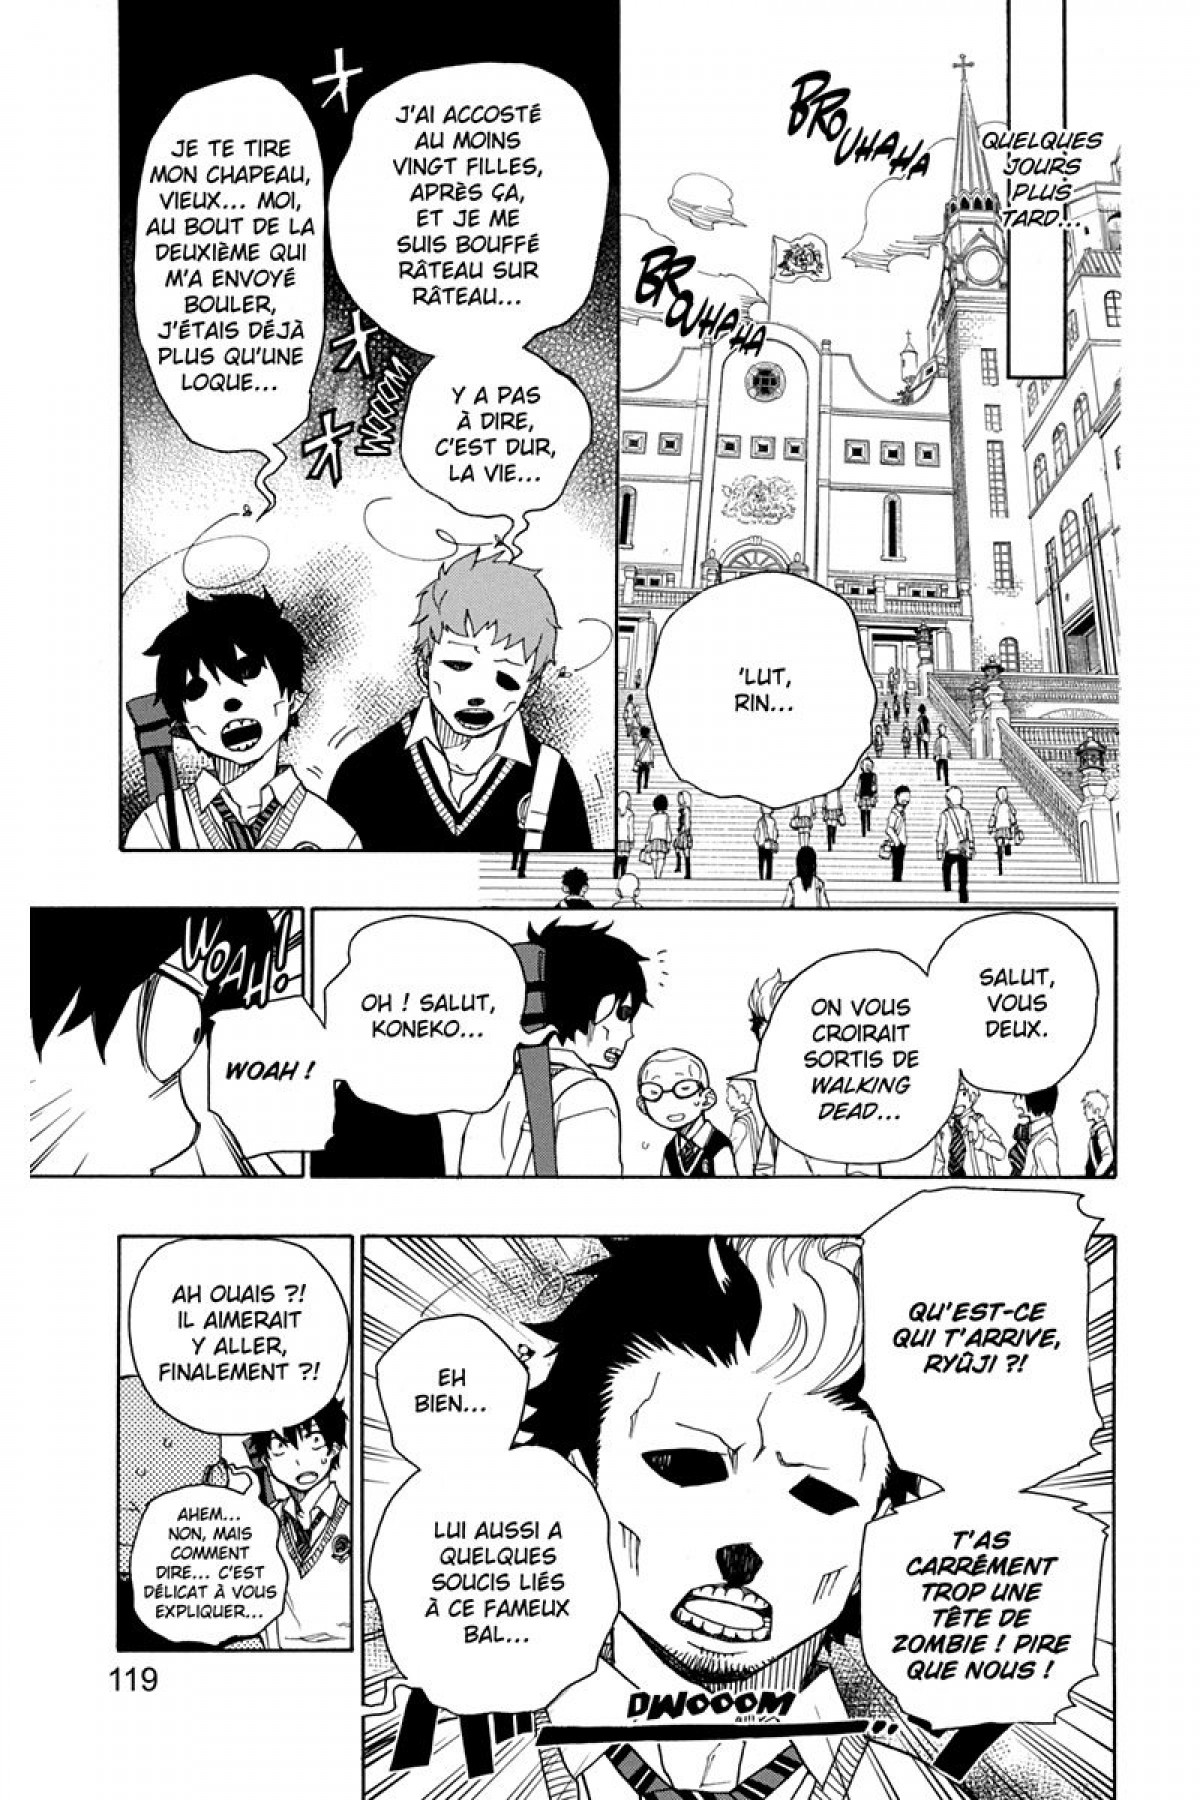 QUELQUES
JOURS
PLUS
TARD...
BROUHAHA
BROUHAHA
'LUT,
RIN...
J'AI ACCOSTÉ
AU MOINS
VINGT FILLES,
APRÈS ÇA,
ET JE ME
SUIS BOUFFÉ
RÂTEAU SUR
RÂTEAU...
Y A PAS
À DIRE,
C'EST DUR,
LA VIE...
WOOOM
JE TE TIRE
MON CHAPEAU,
VIEUX... MOI,
AU BOUT DE LA
DEUXIÈME QUI
M'A ENVOYÉ
BOULER,
J'ÉTAIS DÉJÀ
PLUS QU'UNE
LOQUE...
SALUT,
VOUS
DEUX.
ON VOUS
CROIRAIT
SORTIS DE
WALKING
DEAD...
OH ! SALUT,
KONEKO...
WOAH !
WOAH !
QU'EST-CE
QUI T'ARRIVE,
RYÛJI ?!
T'AS
CARRÉMENT
TROP UNE
TÊTE DE
ZOMBIE ! PIRE
QUE NOUS !
EH
BIEN...
LUI AUSSI A
QUELQUES
SOUCIS LIÉS
À CE FAMEUX
BAL...
DWOOOM
AH OUAIS ?!
IL AIMERAIT
Y ALLER,
FINALEMENT ?!
AHEM...
NON, MAIS
COMMENT
DIRE... C'EST
DÉLICAT À VOUS
EXPLIQUER...
119